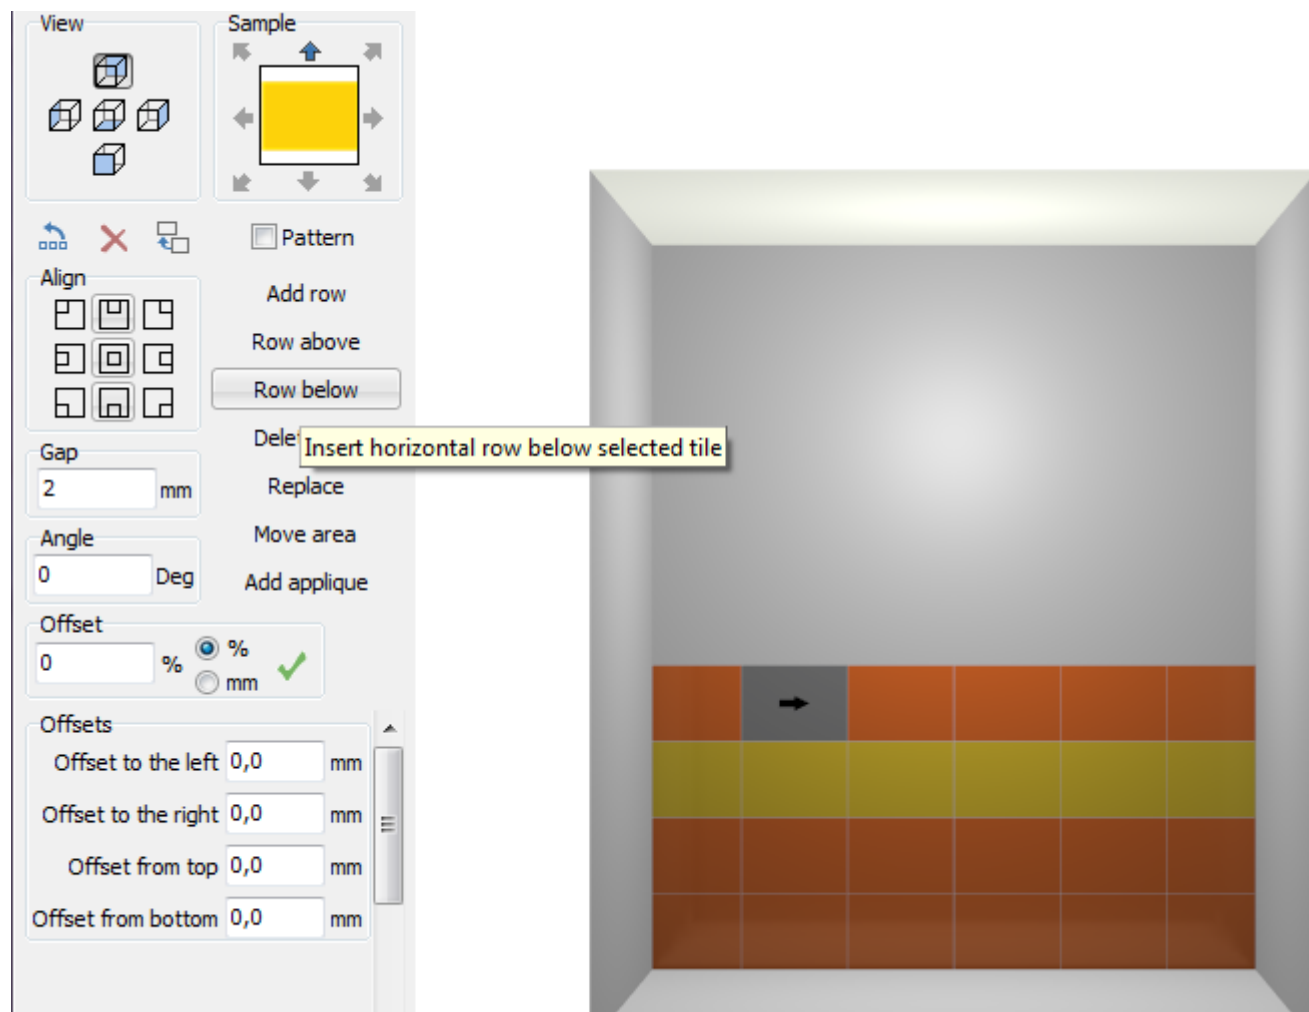 View
Sample
Pattern
Align
Add row
Row above
Row below
Insert horizontal row below selected tile
Gap
2 mm
Replace
Angle
0 Deg
Move area
Add applique
Offset
0 %
%
mm
Offsets
Offset to the left 0,0 mm
Offset to the right 0,0 mm
Offset from top 0,0 mm
Offset from bottom 0,0 mm